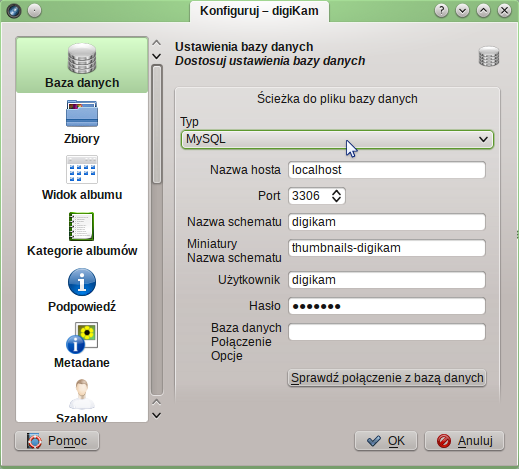 Konfiguruj – digiKam
Baza danych
Zbiory
Widok albumu
Kategorie albumów
Podpowiedź
Metadane
Szablony
Ustawienia bazy danych
Dostosuj ustawienia bazy danych
Ścieżka do pliku bazy danych
Typ
MySQL
Nazwa hosta
localhost
Port
3306
Nazwa schematu
digikam
Miniatury
Nazwa schematu
thumbnails-digikam
Użytkownik
digikam
Hasło
●●●●●●●
Baza danych
Połączenie
Opcje
Sprawdź połączenie z bazą danych
Pomoc
OK
Anuluj